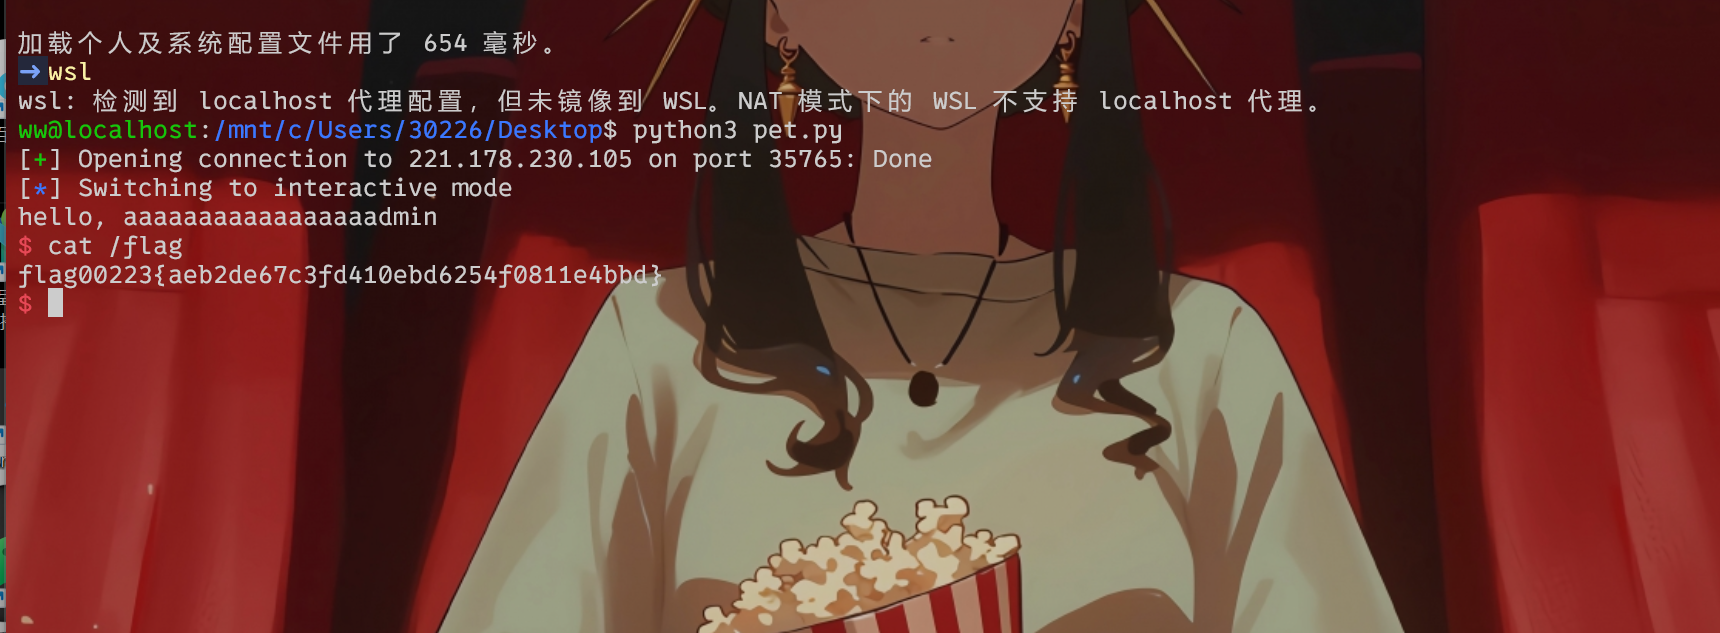 加载个人及系统配置文件用了 654 毫秒。
➜ wsl
wsl: 检测到 localhost 代理配置，但未镜像到 WSL。NAT 模式下的 WSL 不支持 localhost 代理。
ww@localhost:/mnt/c/Users/30226/Desktop$ python3 pet.py
[+] Opening connection to 221.178.230.105 on port 35765: Done
[*] Switching to interactive mode
hello, aaaaaaaaaaaaaaaaadmin
$ cat /flag
flag00223{aeb2de67c3fd410ebd6254f0811e4bbd}
$